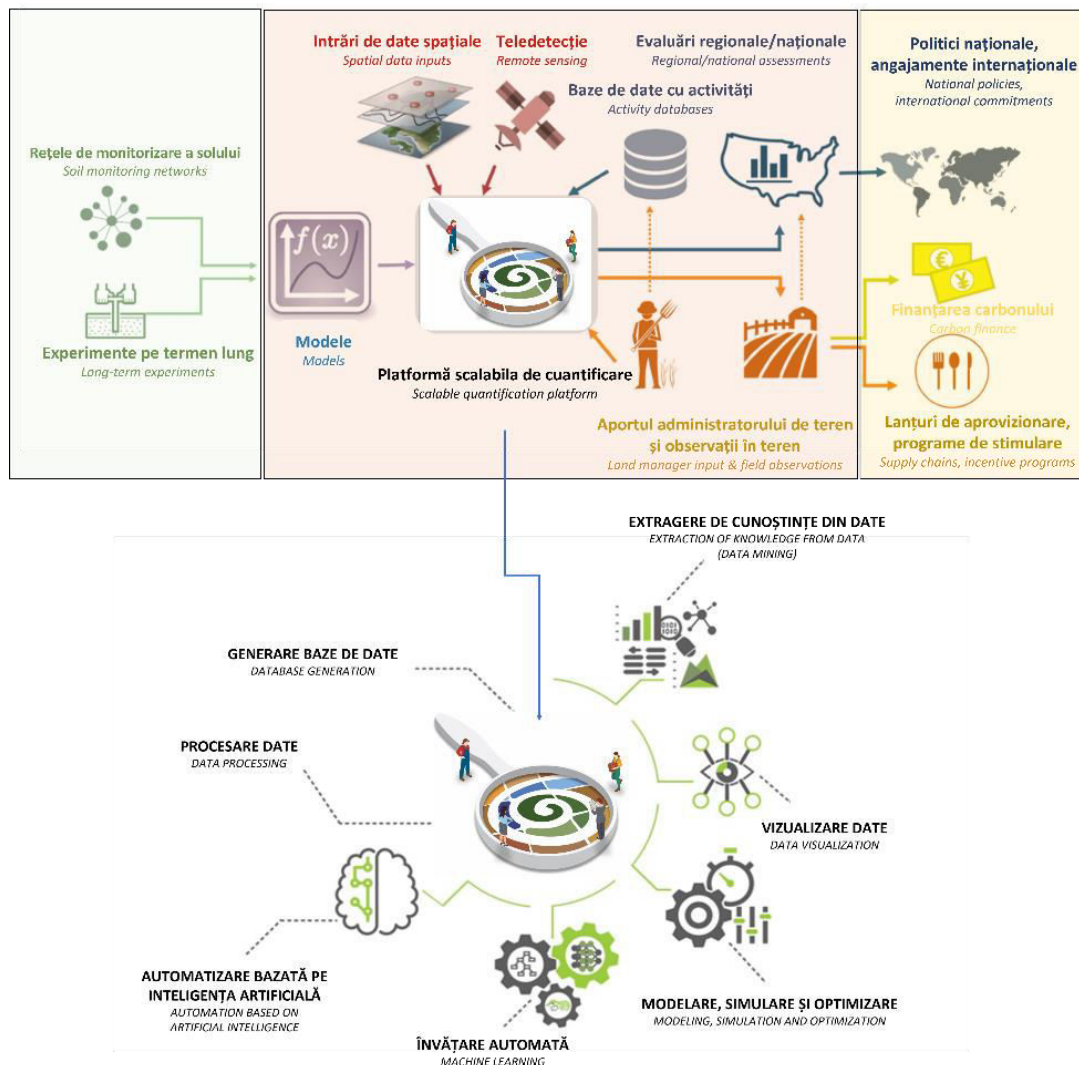 Intrări de date spațiale
Spatial data inputs
Teledetecție
Remote sensing
Evaluări regionale/naționale
Regional/national assessments
Baze de date cu activități
Activity databases
Politici naționale,
angajamente internaționale
National policies,
international commitments
Rețele de monitorizare a solului
Soil monitoring networks
f(x)
Experimente pe termen lung
Long-term experiments
Modele
Models
Platformă scalabila de cuantificare
Scalable quantification platform
Aportul administratorului de teren
și observații în teren
Land manager input & field observations
Finanțarea carbonului
Carbon finance
Lanțuri de aprovizionare,
programe de stimulare
Supply chains, incentive programs
EXTRAGERE DE CUNOȘTINȚE DIN DATE
EXTRACTION OF KNOWLEDGE FROM DATA
(DATA MINING)
GENERARE BAZE DE DATE
DATABASE GENERATION
PROCESARE DATE
DATA PROCESSING
VIZUALIZARE DATE
DATA VISUALIZATION
AUTOMATIZARE BAZATĂ PE
INTELIGENȚA ARTIFICIALĂ
AUTOMATION BASED ON
ARTIFICIAL INTELLIGENCE
MODELARE, SIMULARE ȘI OPTIMIZARE
MODELING, SIMULATION AND OPTIMIZATION
ÎNVĂȚARE AUTOMATĂ
MACHINE LEARNING